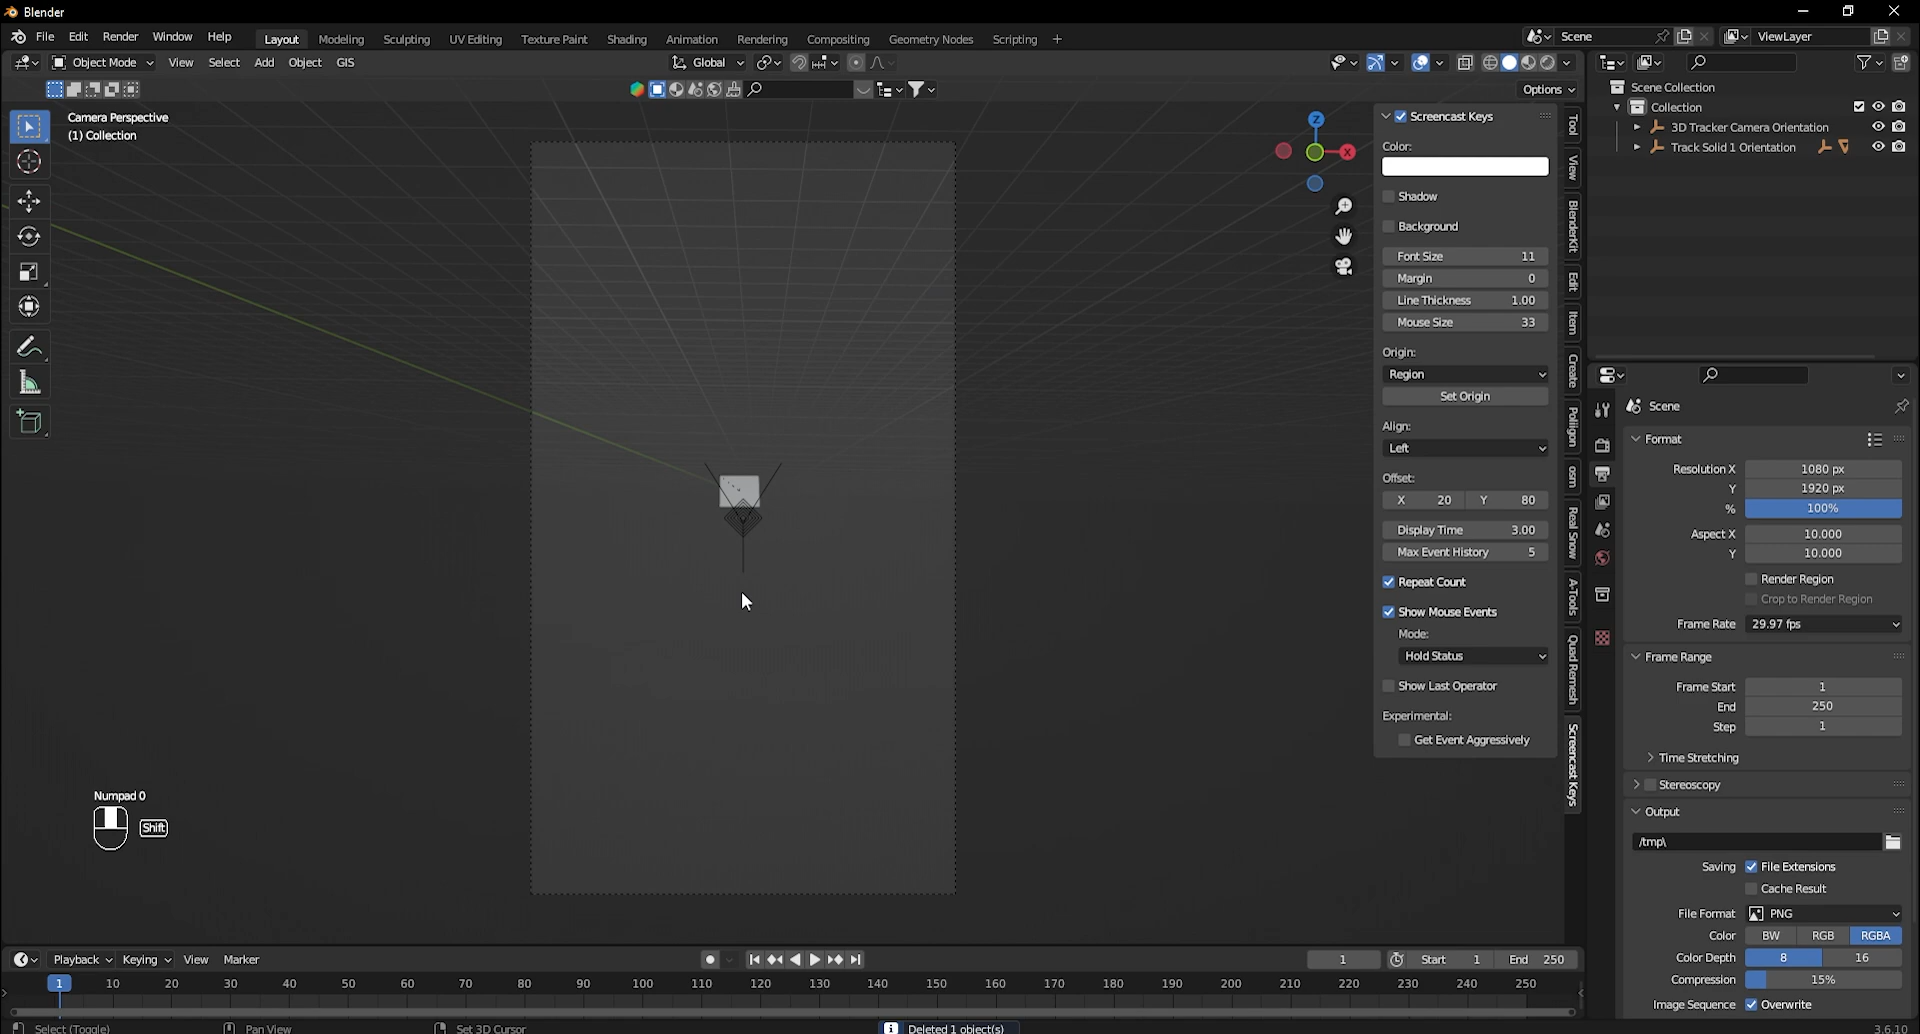 Blender
File Edit Render Window Help Layout Modeling Sculpting UV Editing Texture Paint Shading Animation Rendering Compositing Geometry Nodes Scripting + Scene ViewLayer
Object Mode View Select Add Object GIS Global
Options
Camera Perspective
(1) Collection
Z
X
Screencast Keys
Color:
Shadow
Background
Font Size 11
Margin 0
Line Thickness 1.00
Mouse Size 33
Origin:
Region
Set Origin
Align:
Left
Offset:
X 20 Y 80
Display Time 3.00
Max Event History 5
Repeat Count
Show Mouse Events
Mode:
Hold Status
Show Last Operator
Experimental:
Get Event Aggressively
Tool
View
BlenderKit
Edit
Item
Create
Poliigon
osm
Real Snow
A-Tools
Quad Remesh
Screencast Keys
Scene Collection
Collection
3D Tracker Camera Orientation
Track Solid 1 Orientation
Scene
Format
Resolution X 1080 px
Y 1920 px
% 100%
Aspect X 10.000
Y 10.000
Render Region
Crop to Render Region
Frame Rate 29.97 fps
Frame Range
Frame Start 1
End 250
Step 1
Time Stretching
Stereoscopy
Output
/tmp\
Saving File Extensions
Cache Result
File Format PNG
Color BW RGB RGBA
Color Depth 8 16
Compression 15%
Image Sequence Overwrite
Numpad 0
Shift
Playback Keying View Marker 1 Start 1 End 250
1 10 20 30 40 50 60 70 80 90 100 110 120 130 140 150 160 170 180 190 200 210 220 230 240 250
Select (Toggle) Pan View Set 3D Cursor Deleted 1 object(s) 3.6.10